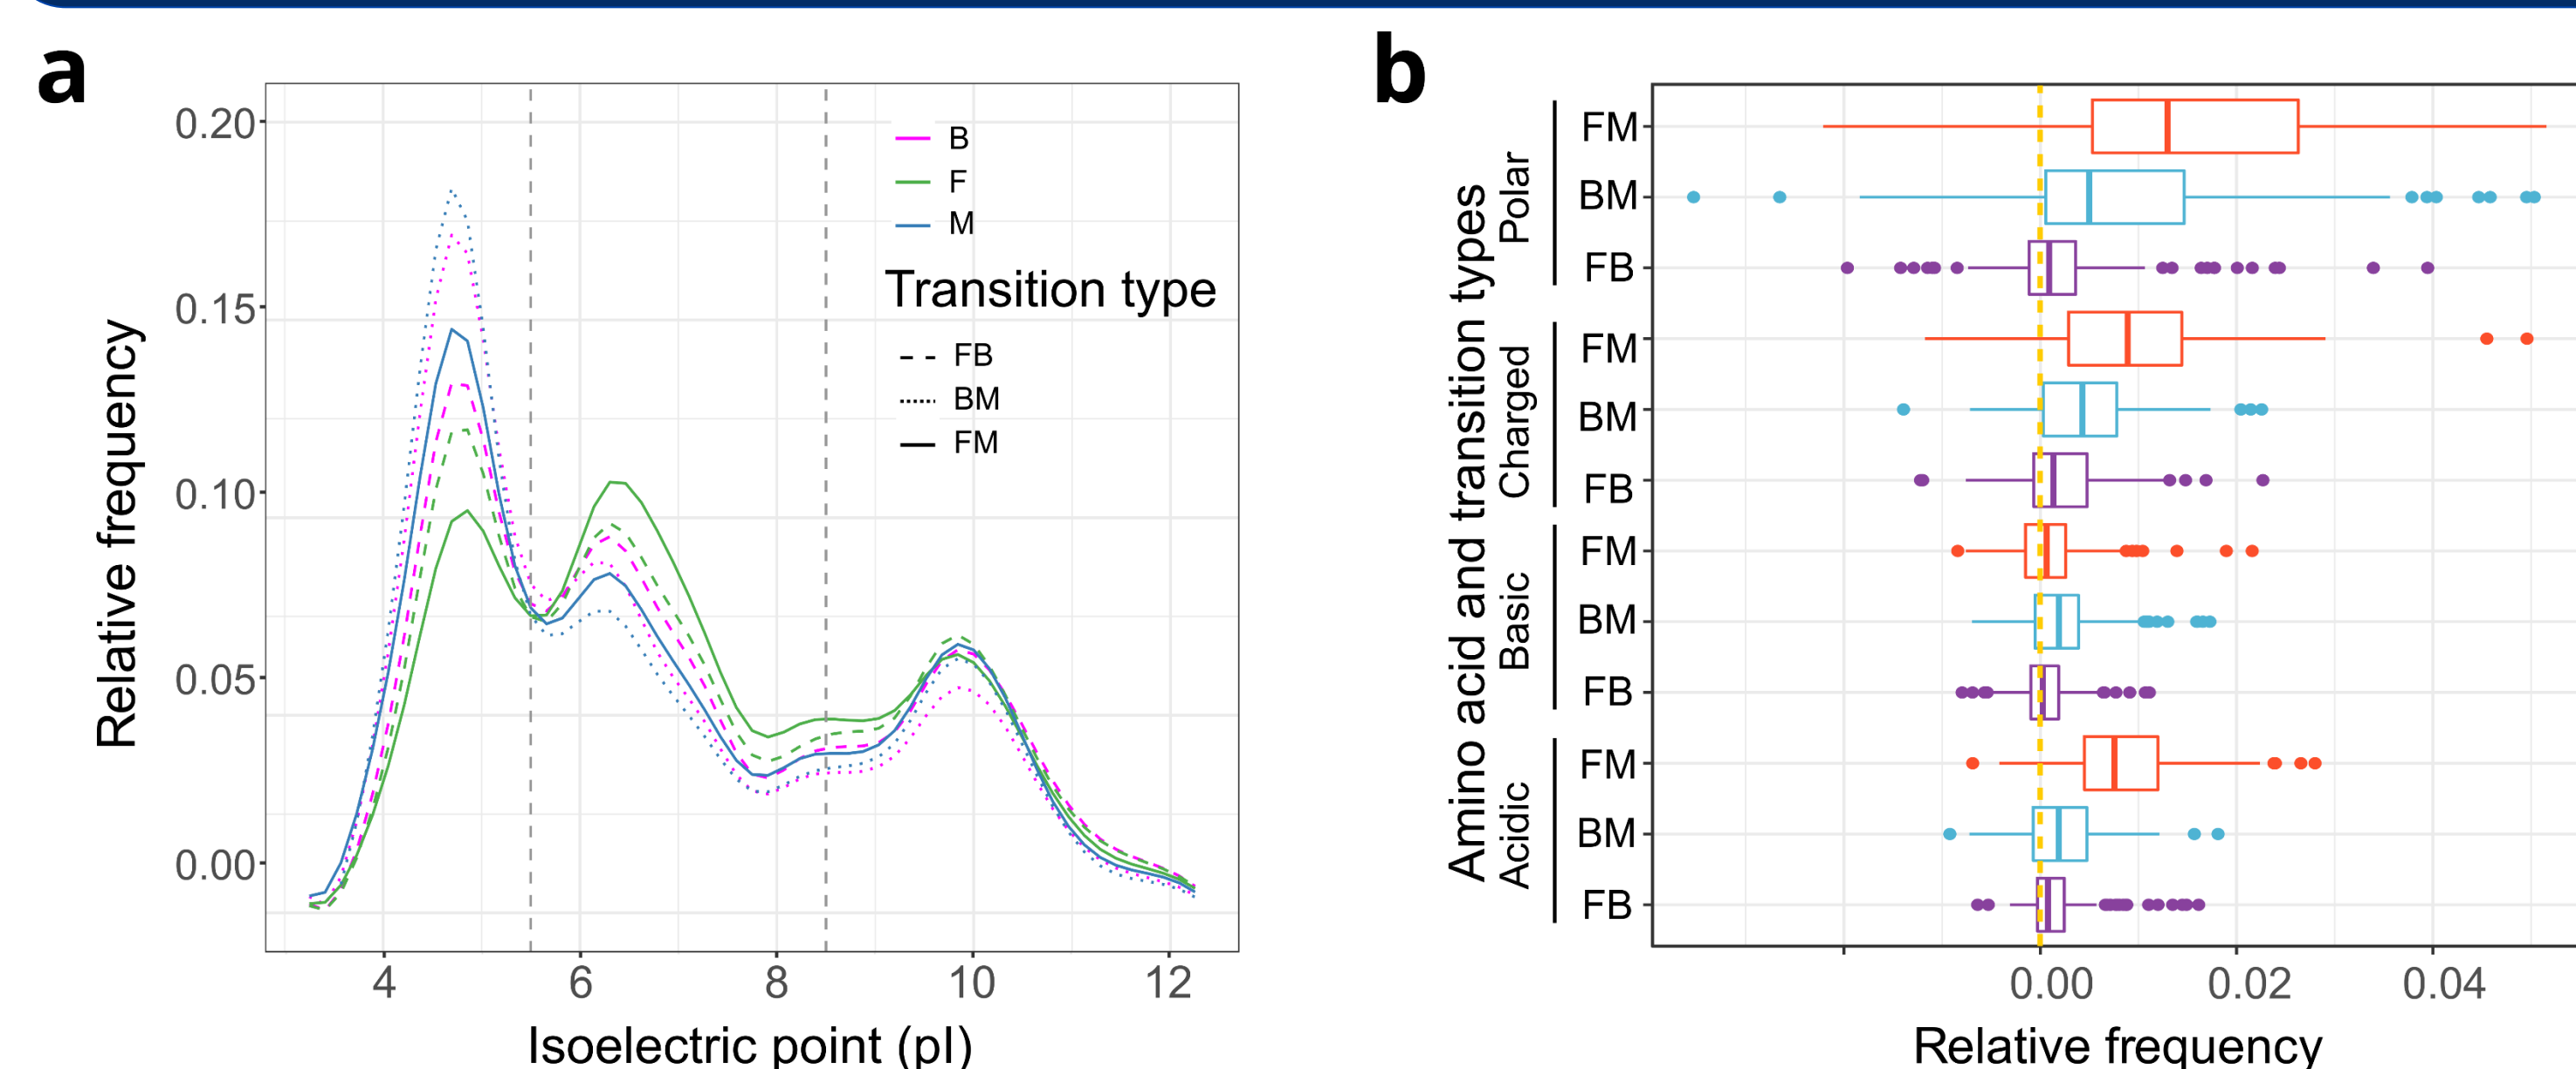 a
Relative frequency
0.20
0.15
0.10
0.05
0.00
4 6 8 10 12
Isoelectric point (pI)
B
F
M
Transition type
FB
BM
FM
b
Amino acid and transition types
Polar
FM
BM
FB
Charged
FM
BM
FB
Basic
FM
BM
FB
Acidic
FM
BM
FB
0.00 0.02 0.04
Relative frequency